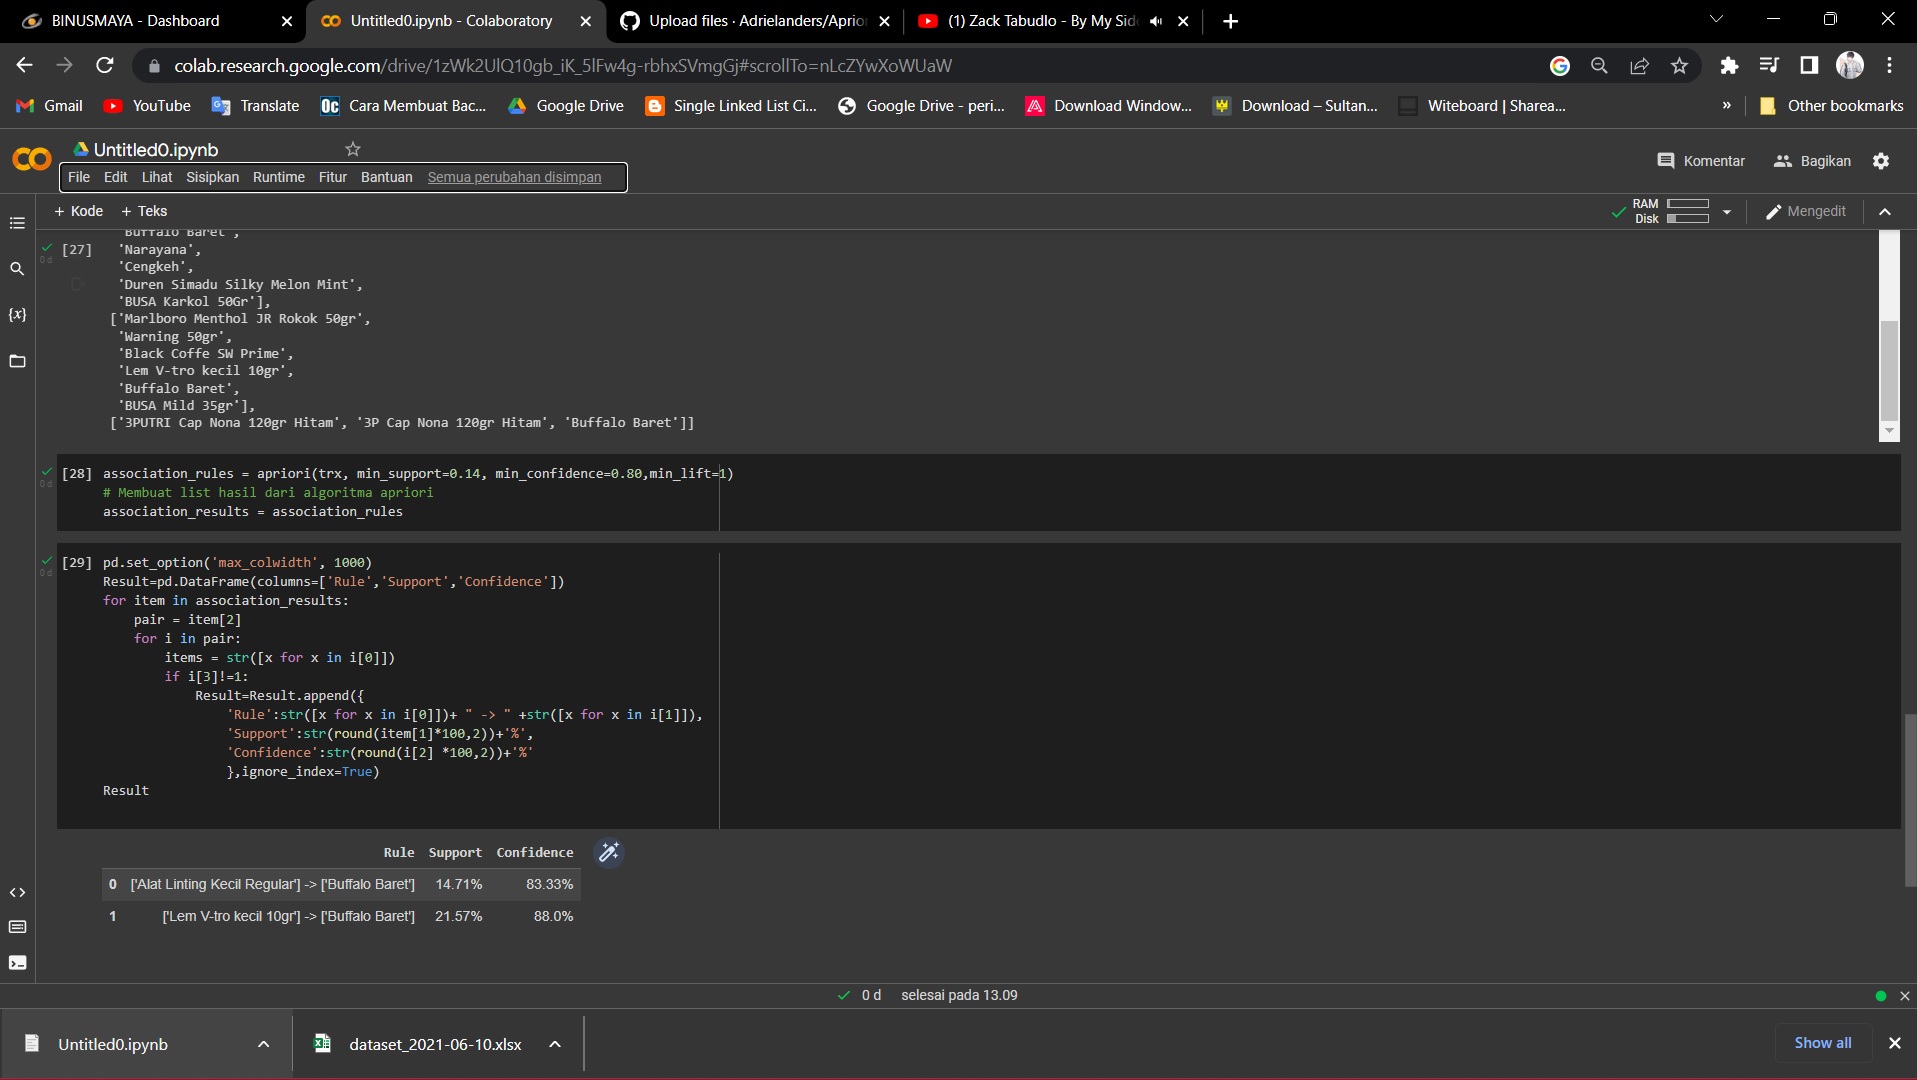 BINUSMAYA - Dashboard
Untitled0.ipynb - Colaboratory
Upload files · Adrielanders/Aprio
(1) Zack Tabudlo - By My Side
colab.research.google.com/drive/1zWk2UlQ10gb_iK_5lFw4g-rbhxSVmgGj#scrollTo=nLcZYwXoWUaW
Gmail
YouTube
Translate
Cara Membuat Bac...
Google Drive
Single Linked List Ci...
Google Drive - peri...
Download Window...
Download – Sultan...
Witeboard | Sharea...
»
Other bookmarks
Untitled0.ipynb
File Edit Lihat Sisipkan Runtime Fitur Bantuan Semua perubahan disimpan
Komentar
Bagikan
+ Kode + Teks
RAM
Disk
Mengedit
'Buffalo Baret',
[27] 'Narayana',
0 d
'Cengkeh',
'Duren Simadu Silky Melon Mint',
'BUSA Karkol 50Gr'],
['Marlboro Menthol JR Rokok 50gr',
'Warning 50gr',
'Black Coffe SW Prime',
'Lem V-tro kecil 10gr',
'Buffalo Baret',
'BUSA Mild 35gr'],
['3PUTRI Cap Nona 120gr Hitam', '3P Cap Nona 120gr Hitam', 'Buffalo Baret']]
[28] association_rules = apriori(trx, min_support=0.14, min_confidence=0.80,min_lift=1)
0 d
# Membuat list hasil dari algoritma apriori
association_results = association_rules
[29] pd.set_option('max_colwidth', 1000)
0 d
Result=pd.DataFrame(columns=['Rule','Support','Confidence'])
for item in association_results:
pair = item[2]
for i in pair:
items = str([x for x in i[0]])
if i[3]!=1:
Result=Result.append({
'Rule':str([x for x in i[0]])+ " -> " +str([x for x in i[1]]),
'Support':str(round(item[1]*100,2))+'%',
'Confidence':str(round(i[2] *100,2))+'%'
},ignore_index=True)
Result
Rule Support Confidence
0 ['Alat Linting Kecil Regular'] -> ['Buffalo Baret'] 14.71% 83.33%
1 ['Lem V-tro kecil 10gr'] -> ['Buffalo Baret'] 21.57% 88.0%
0 d selesai pada 13.09
Untitled0.ipynb
dataset_2021-06-10.xlsx
Show all